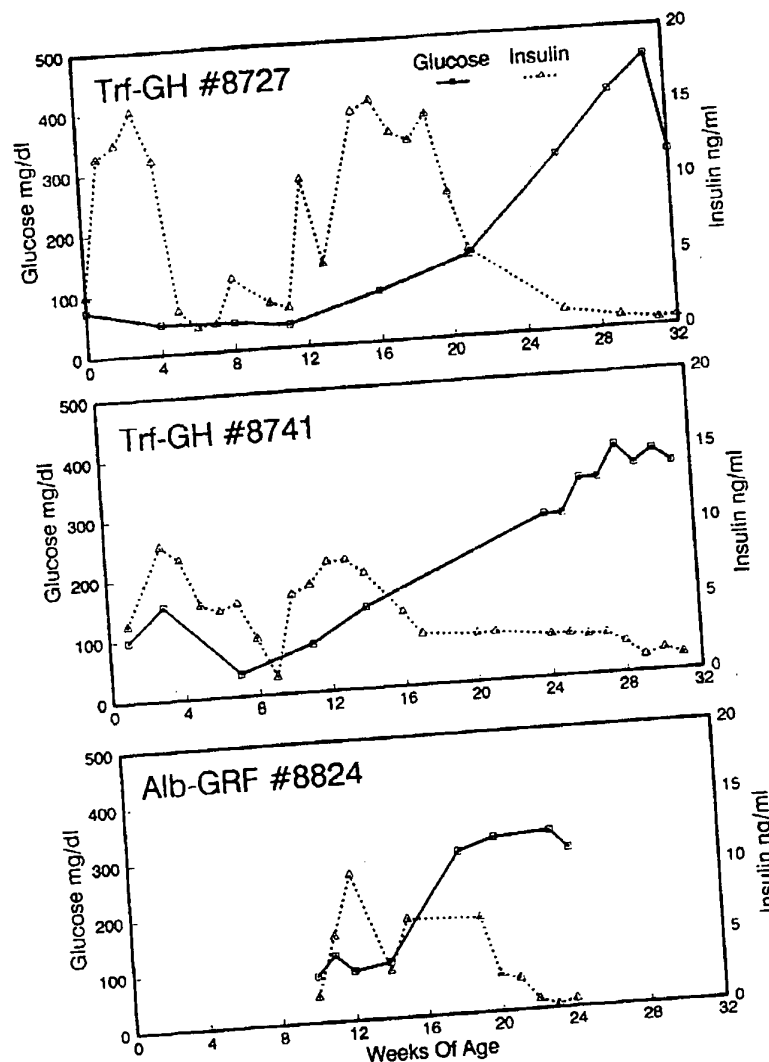 Trf-GH #8727
Glucose Insulin
Glucose mg/dl
500
400
300
200
100
0
Insulin ng/ml
20
15
10
5
0
0 4 8 12 16 20 24 28 32
Trf-GH #8741
Glucose mg/dl
500
400
300
200
100
0
Insulin ng/ml
20
15
10
5
0
0 4 8 12 16 20 24 28 32
Alb-GRF #8824
Glucose mg/dl
500
400
300
200
100
0
Insulin ng/ml
20
15
10
5
0
0 4 8 12 16 20 24 28 32
Weeks Of Age